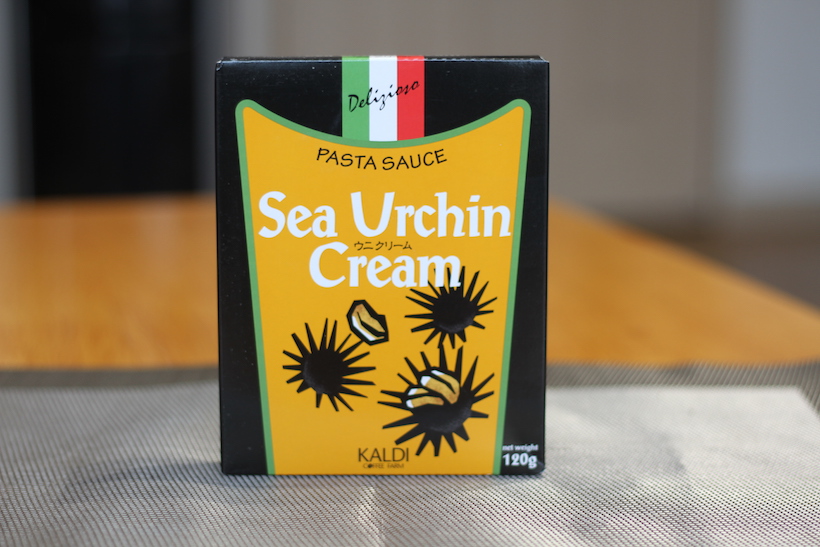 Delizioso
PASTA SAUCE
Sea Urchin
ウニクリーム
Cream
KALDI
COFFEE FARM
net weight
120g